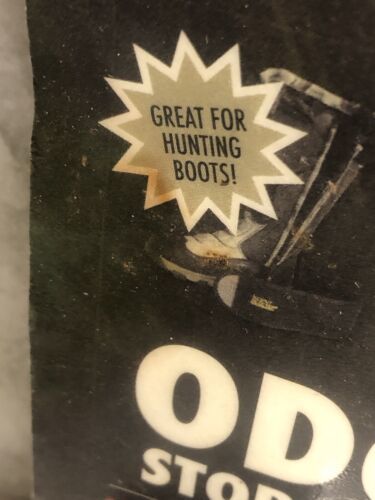 GREAT FOR
HUNTING
BOOTS!
OD
STO